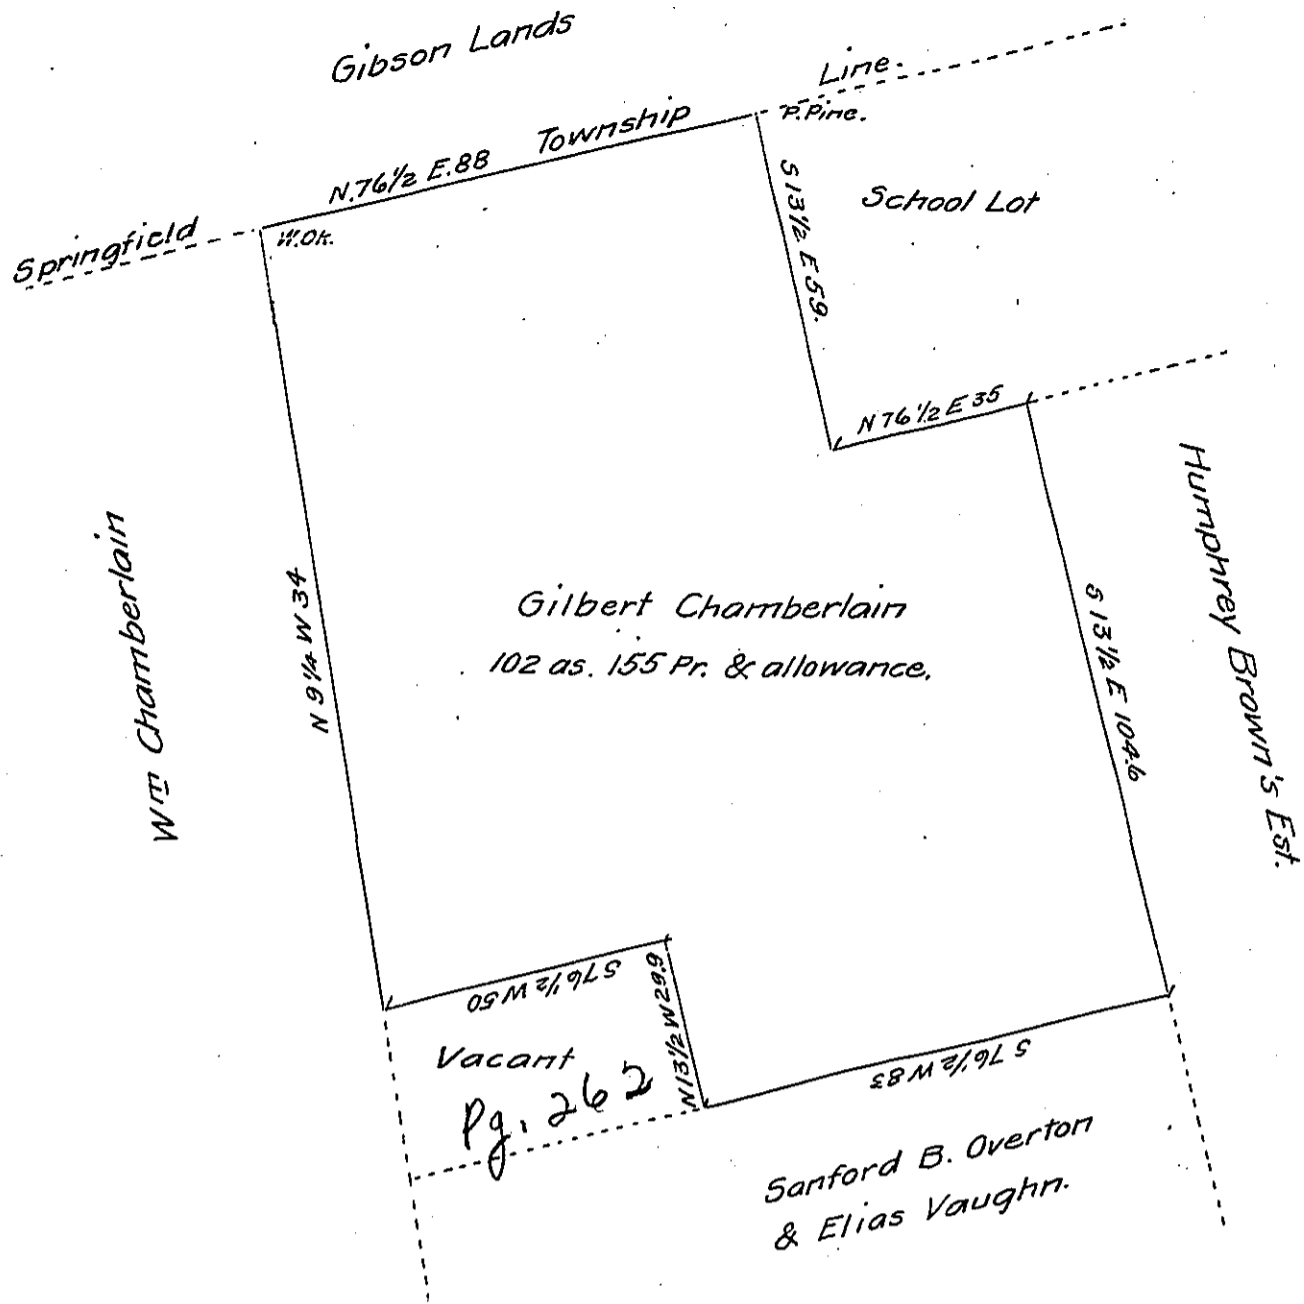 Gibson Lands
Springfield
Township
Line.
N.76½ E.88
W.Ok.
P.Pine.
S 13½ E 59.
School Lot
N 76½ E 35
Humphrey Brown's Est.
S 13½ E 104.6
Gilbert Chamberlain
102 as. 155 Pr. & allowance.
Wm Chamberlain
N 9¼ W 34
S 76½ W 50
N 13½ W 29.9
Vacant
Pg. 262
S 76½ W 83
Sanford B. Overton
& Elias Vaughn.